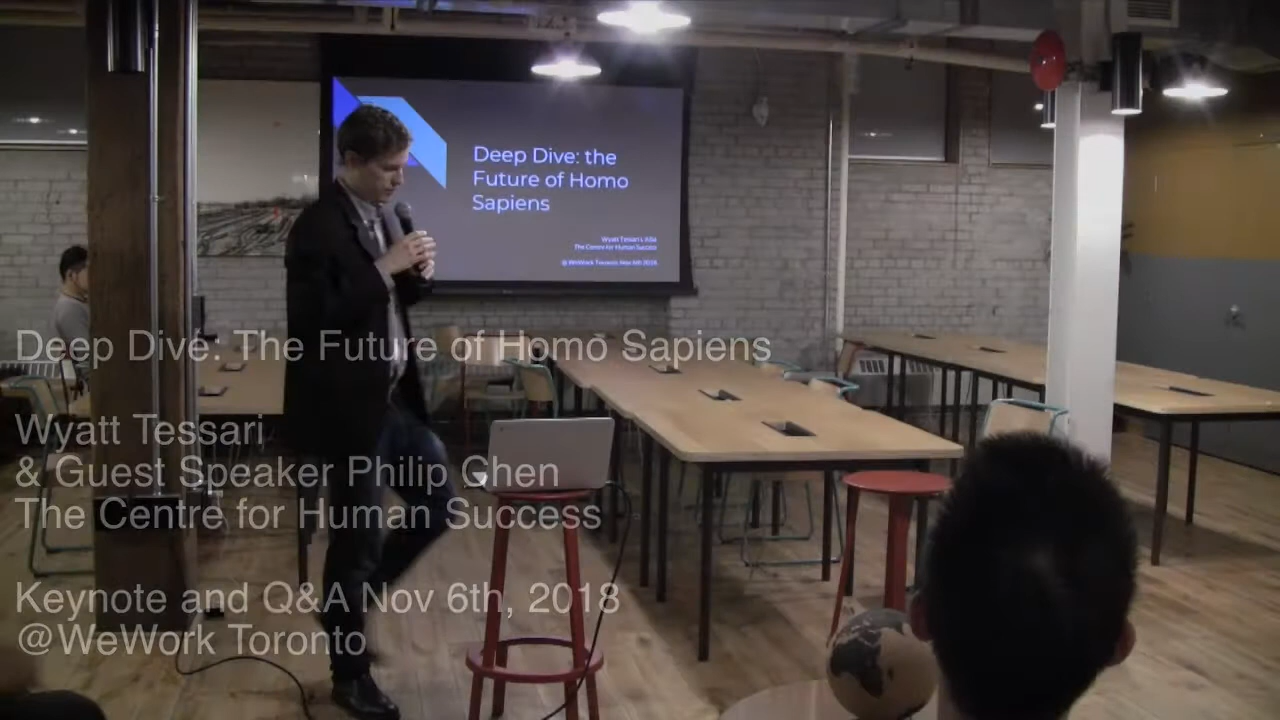 Deep Dive: the
Future of Homo
Sapiens
Wyatt Tessari L'Allié
The Centre for Human Success
@ WeWork Toronto Nov 6th 2018
Deep Dive: The Future of Homo Sapiens
Wyatt Tessari
& Guest Speaker Philip Chen
The Centre for Human Success
Keynote and Q&A Nov 6th, 2018
@WeWork Toronto